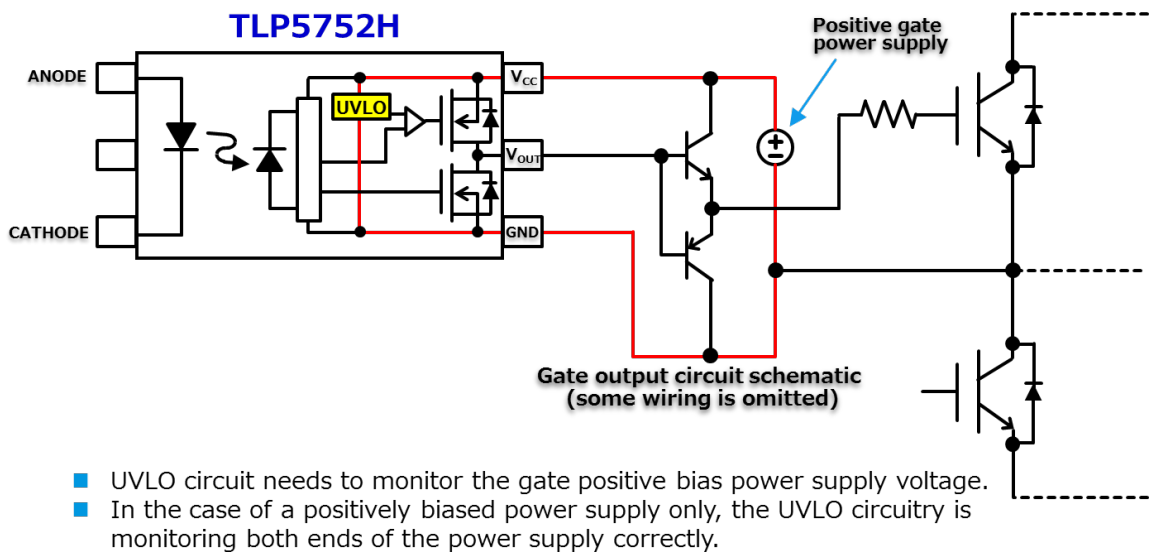 TLP5752H
Positive gate
power supply
ANODE
CATHODE
UVLO
VCC
VOUT
GND
Gate output circuit schematic
(some wiring is omitted)
■ UVLO circuit needs to monitor the gate positive bias power supply voltage.
■ In the case of a positively biased power supply only, the UVLO circuitry is
monitoring both ends of the power supply correctly.